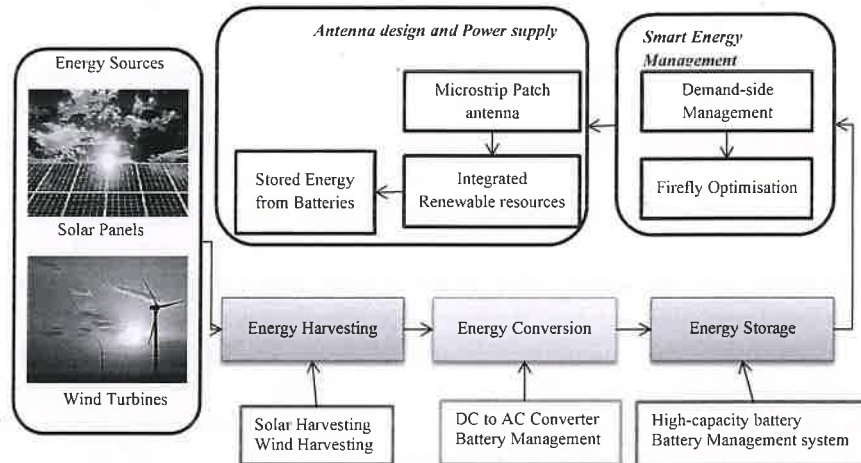 Antenna design and Power supply
Smart Energy
Management
Energy Sources
Solar Panels
Wind Turbines
Microstrip Patch
antenna
Stored Energy
from Batteries
Integrated
Renewable resources
Demand-side
Management
Firefly Optimisation
Energy Harvesting
Energy Conversion
Energy Storage
Solar Harvesting
Wind Harvesting
DC to AC Converter
Battery Management
High-capacity battery
Battery Management system